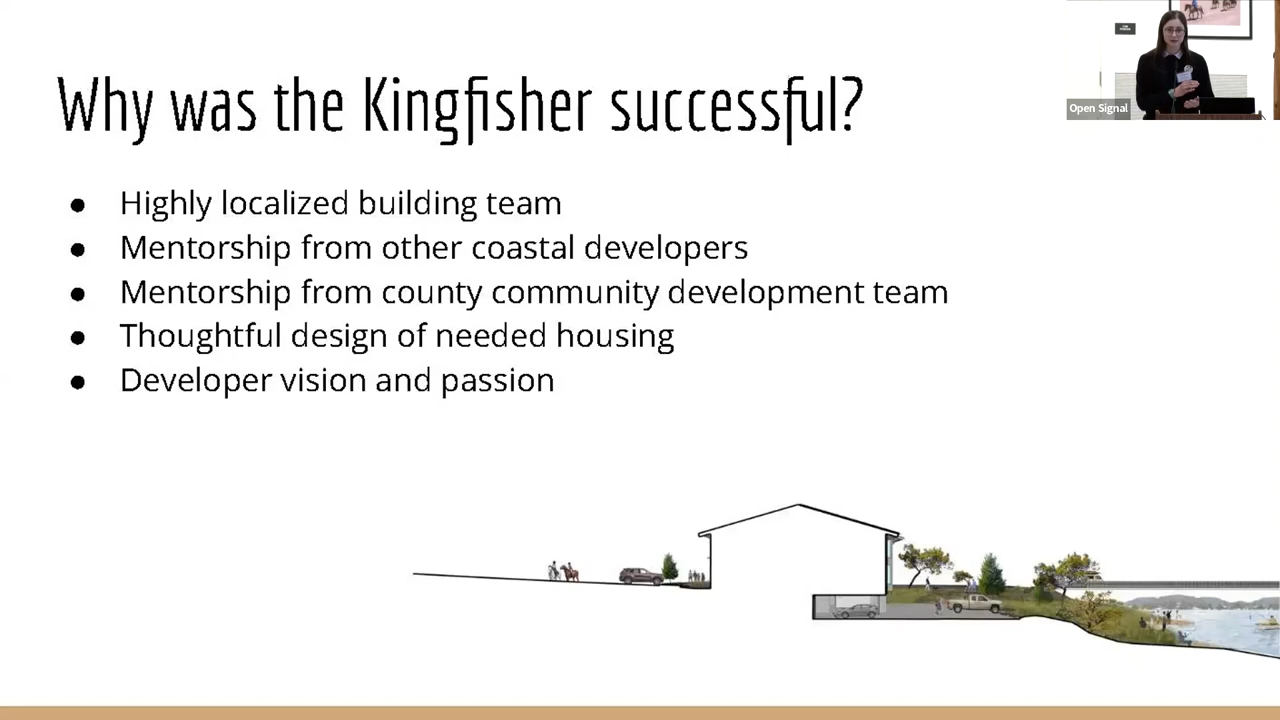 Why was the Kingfisher successful?
Open Signal
● Highly localized building team
● Mentorship from other coastal developers
● Mentorship from county community development team
● Thoughtful design of needed housing
● Developer vision and passion